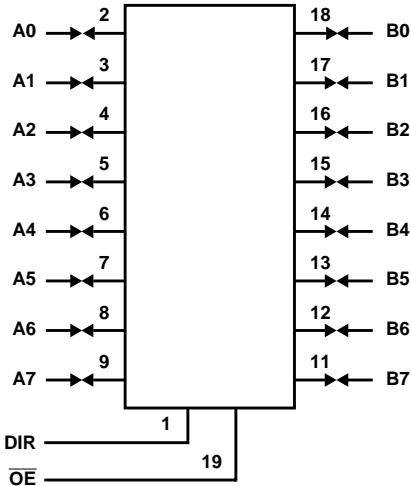 A0 2 18 B0
A1 3 17 B1
A2 4 16 B2
A3 5 15 B3
A4 6 14 B4
A5 7 13 B5
A6 8 12 B6
A7 9 11 B7
1
DIR
19
O̅E̅